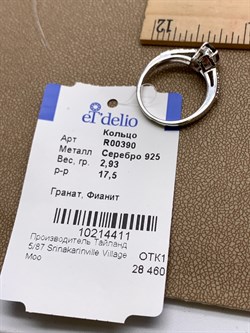 12
el delio
Кольцо
Арт R00390
Металл Серебро 925
Вес, гр. 2,93
р-р 17,5
Гранат, Фианит
10214411
Производитель Тайланд
5/87 Srinakarinville Village
Moo
ОТК1
28 460